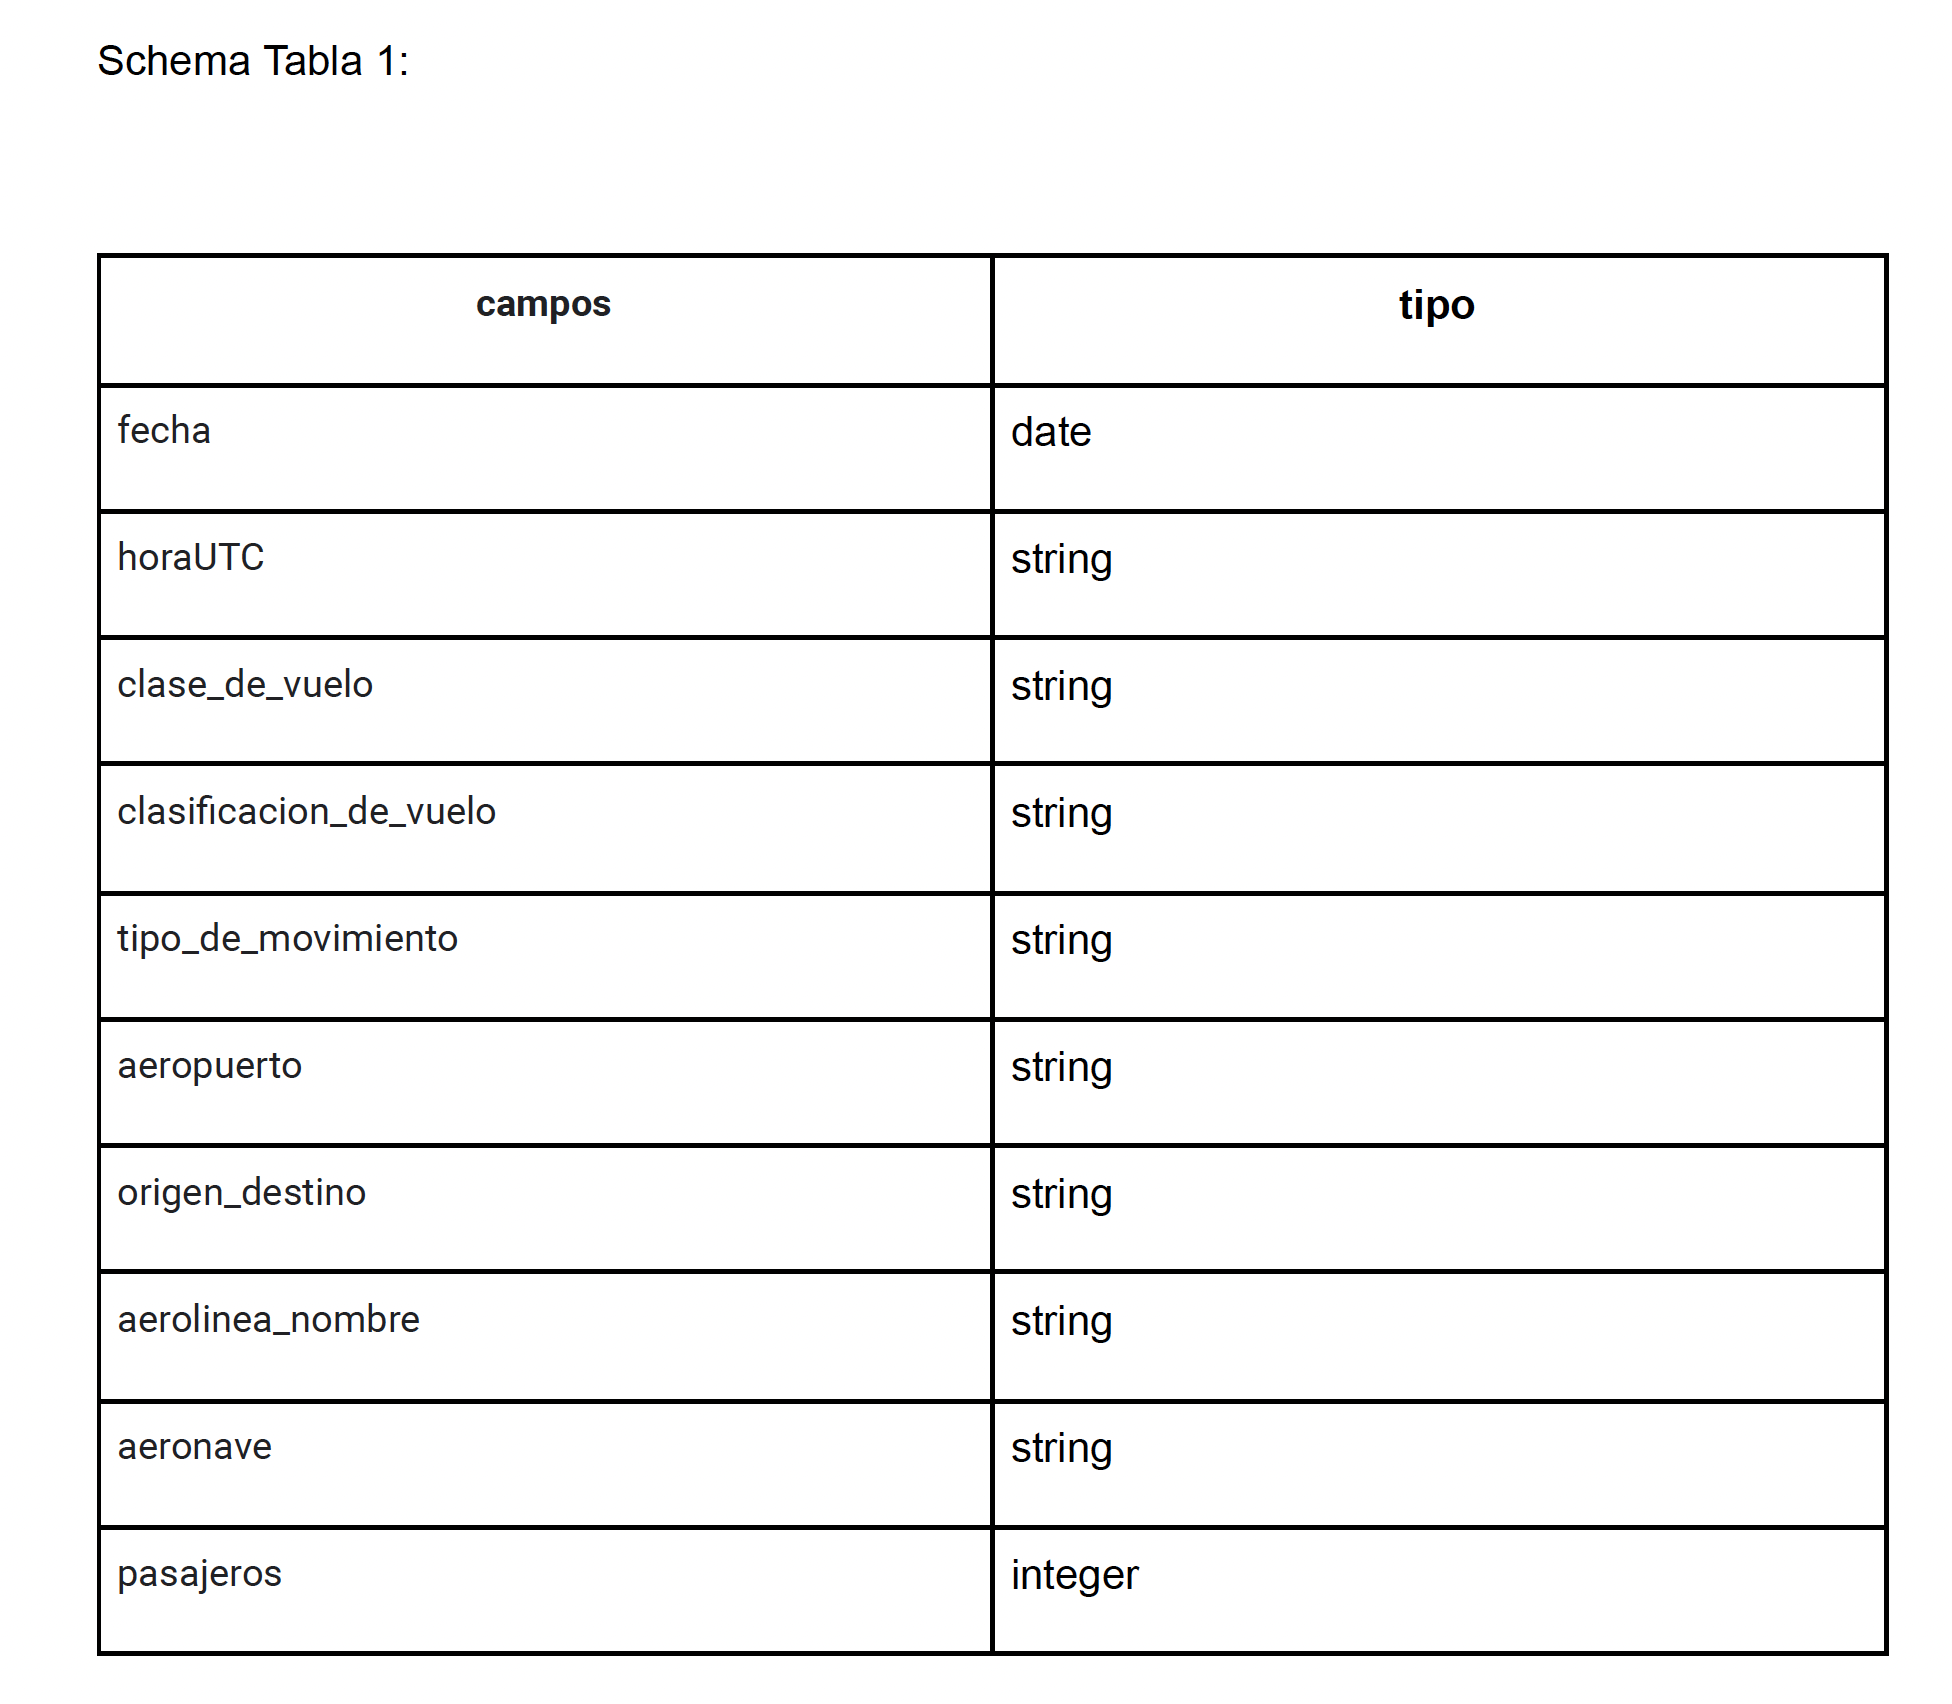 Schema Tabla 1:
campos tipo
fecha date
horaUTC string
clase_de_vuelo string
clasificacion_de_vuelo string
tipo_de_movimiento string
aeropuerto string
origen_destino string
aerolinea_nombre string
aeronave string
pasajeros integer